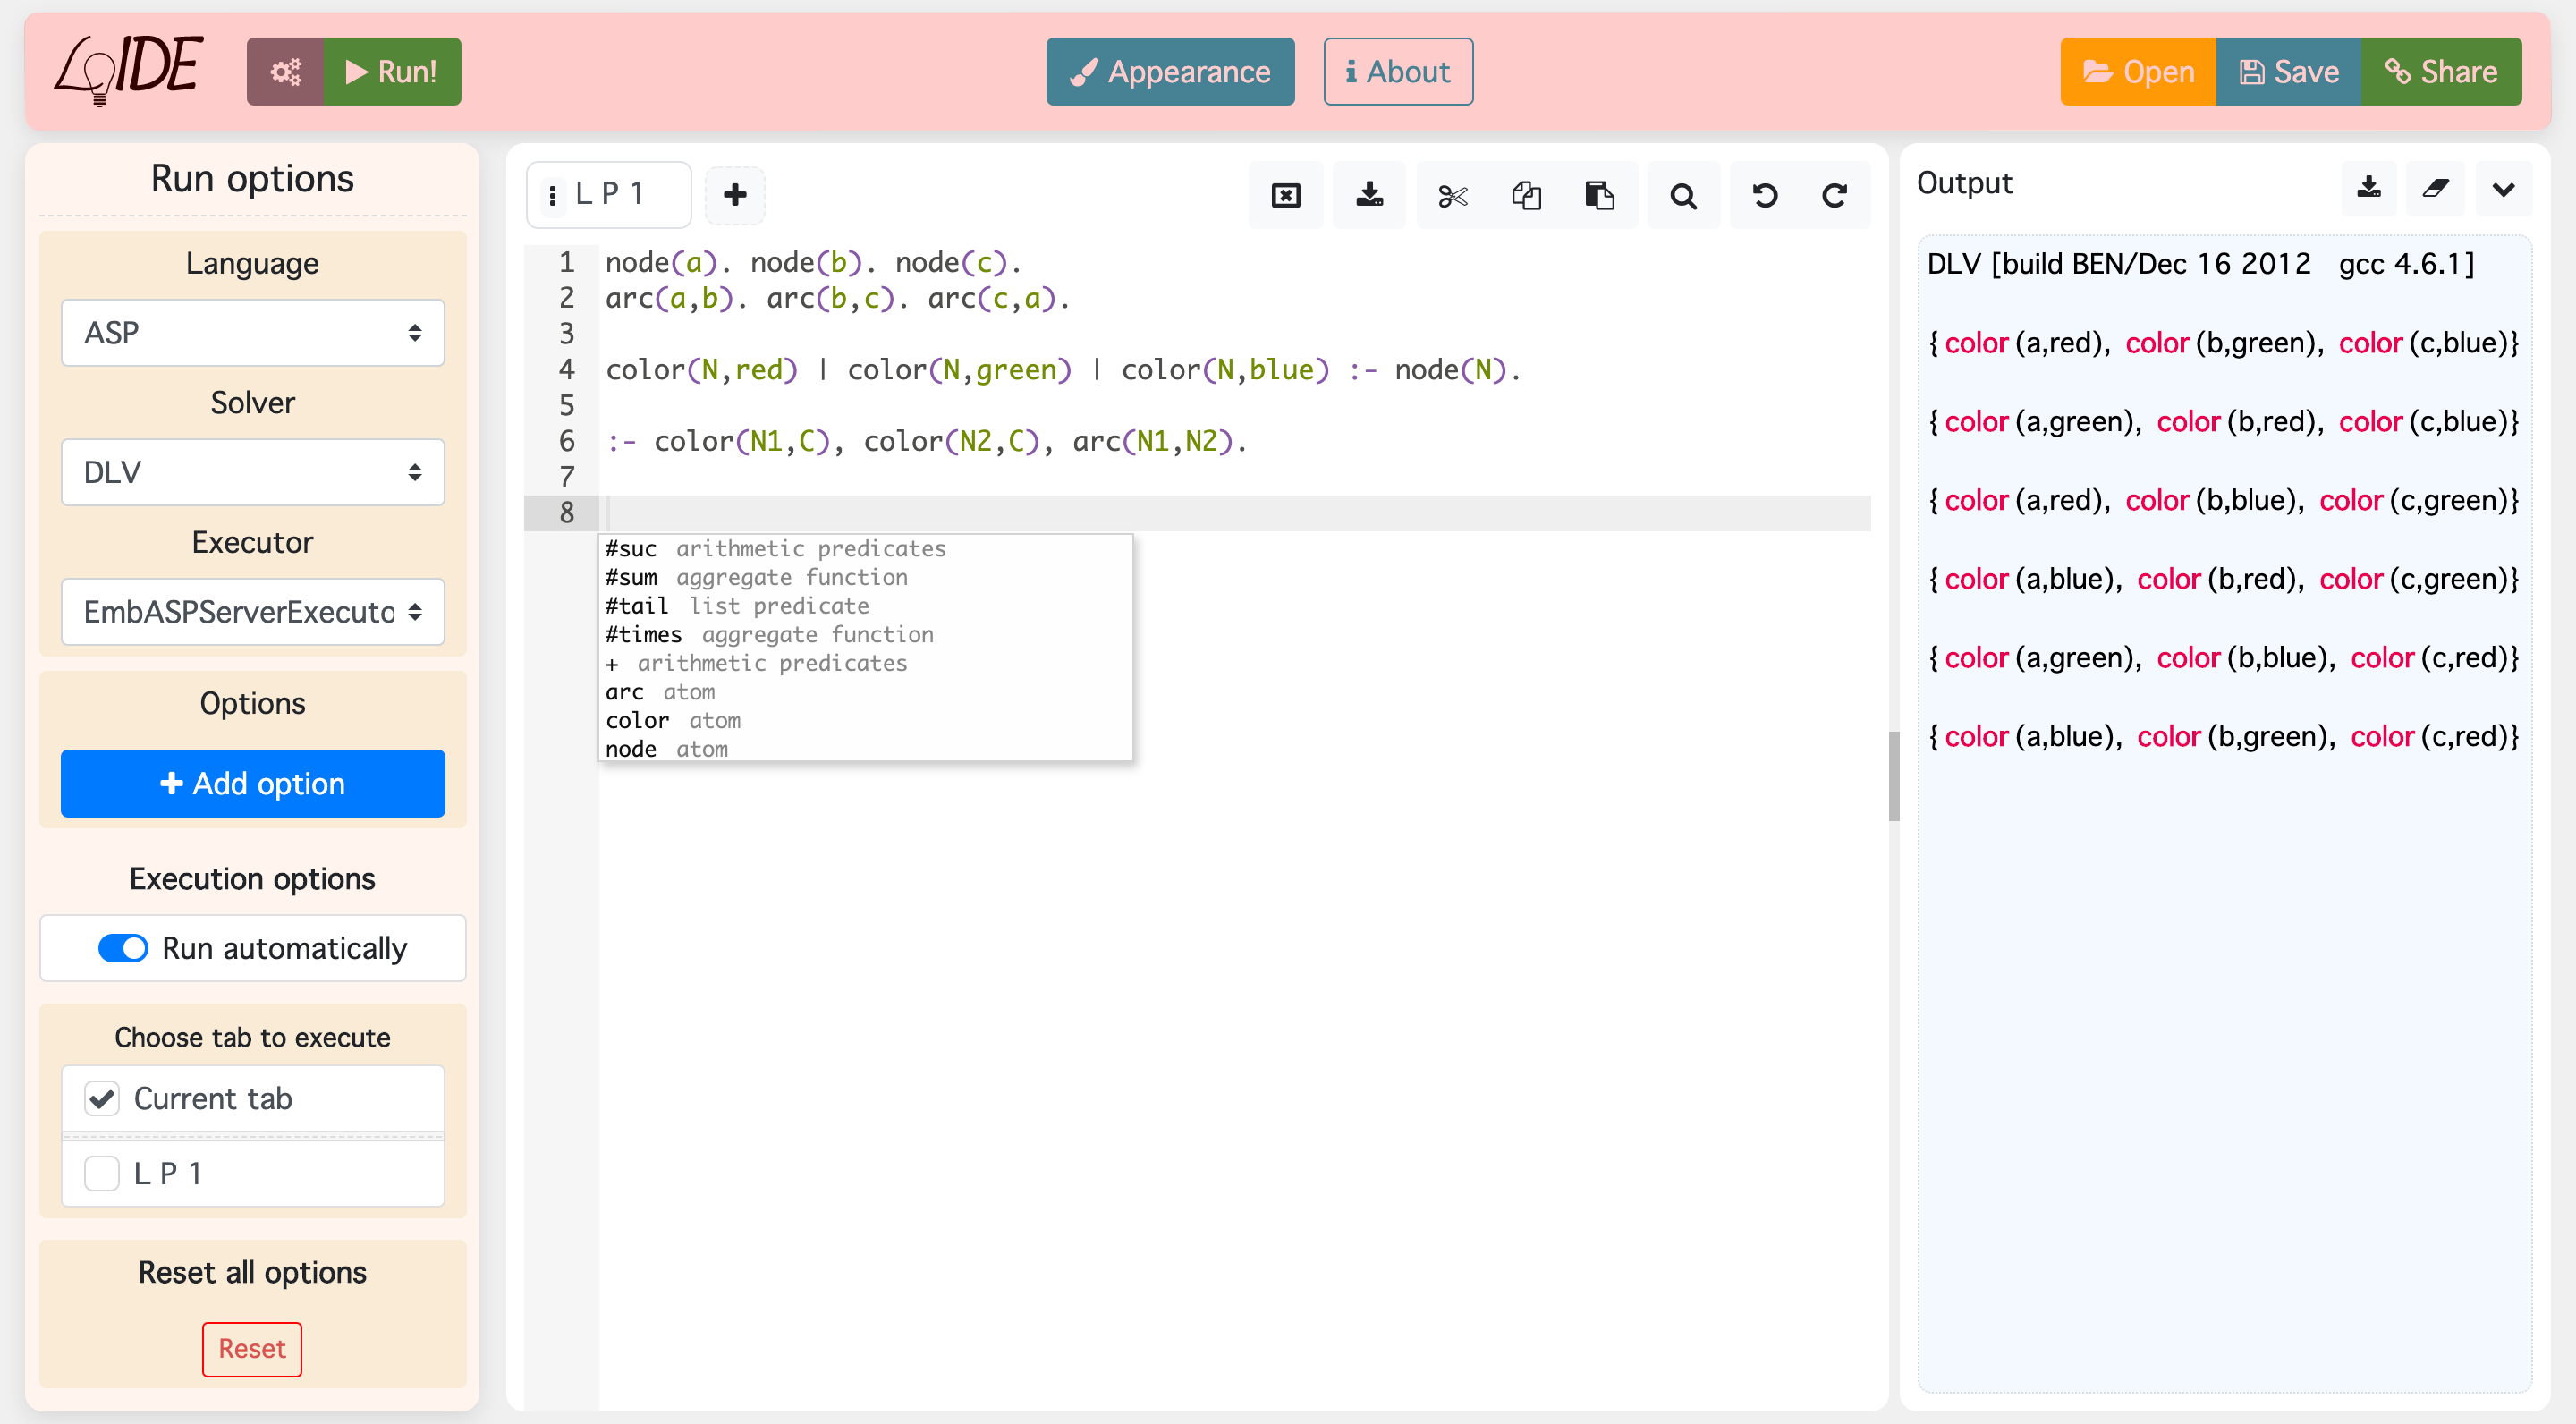 LoIDE
Run!
Appearance
About
Open
Save
Share
Run options
Language
ASP
Solver
DLV
Executor
EmbASPServerExecuto
Options
Add option
Execution options
Run automatically
Choose tab to execute
Current tab
L P 1
Reset all options
Reset
L P 1
1 node(a). node(b). node(c).
2 arc(a,b). arc(b,c). arc(c,a).
3
4 color(N,red) | color(N,green) | color(N,blue) :- node(N).
5
6 :- color(N1,C), color(N2,C), arc(N1,N2).
7
8
#suc arithmetic predicates
#sum aggregate function
#tail list predicate
#times aggregate function
+ arithmetic predicates
arc atom
color atom
node atom
Output
DLV [build BEN/Dec 16 2012 gcc 4.6.1]
{color(a,red), color(b,green), color(c,blue)}
{color(a,green), color(b,red), color(c,blue)}
{color(a,red), color(b,blue), color(c,green)}
{color(a,blue), color(b,red), color(c,green)}
{color(a,green), color(b,blue), color(c,red)}
{color(a,blue), color(b,green), color(c,red)}